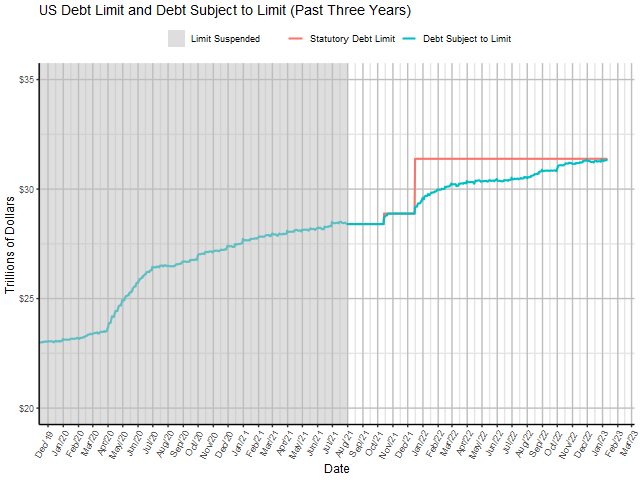 US Debt Limit and Debt Subject to Limit (Past Three Years)
Limit Suspended Statutory Debt Limit Debt Subject to Limit
$35
$30
$25
$20
Trillions of Dollars
Dec/19 Jan/20 Feb/20 Mar/20 Apr/20 May/20 Jun/20 Jul/20 Aug/20 Sep/20 Oct/20 Nov/20 Dec/20 Jan/21 Feb/21 Mar/21 Apr/21 May/21 Jun/21 Jul/21 Aug/21 Sep/21 Oct/21 Nov/21 Dec/21 Jan/22 Feb/22 Mar/22 Apr/22 May/22 Jun/22 Jul/22 Aug/22 Sep/22 Oct/22 Nov/22 Dec/22 Jan/23 Feb/23 Mar/23
Date